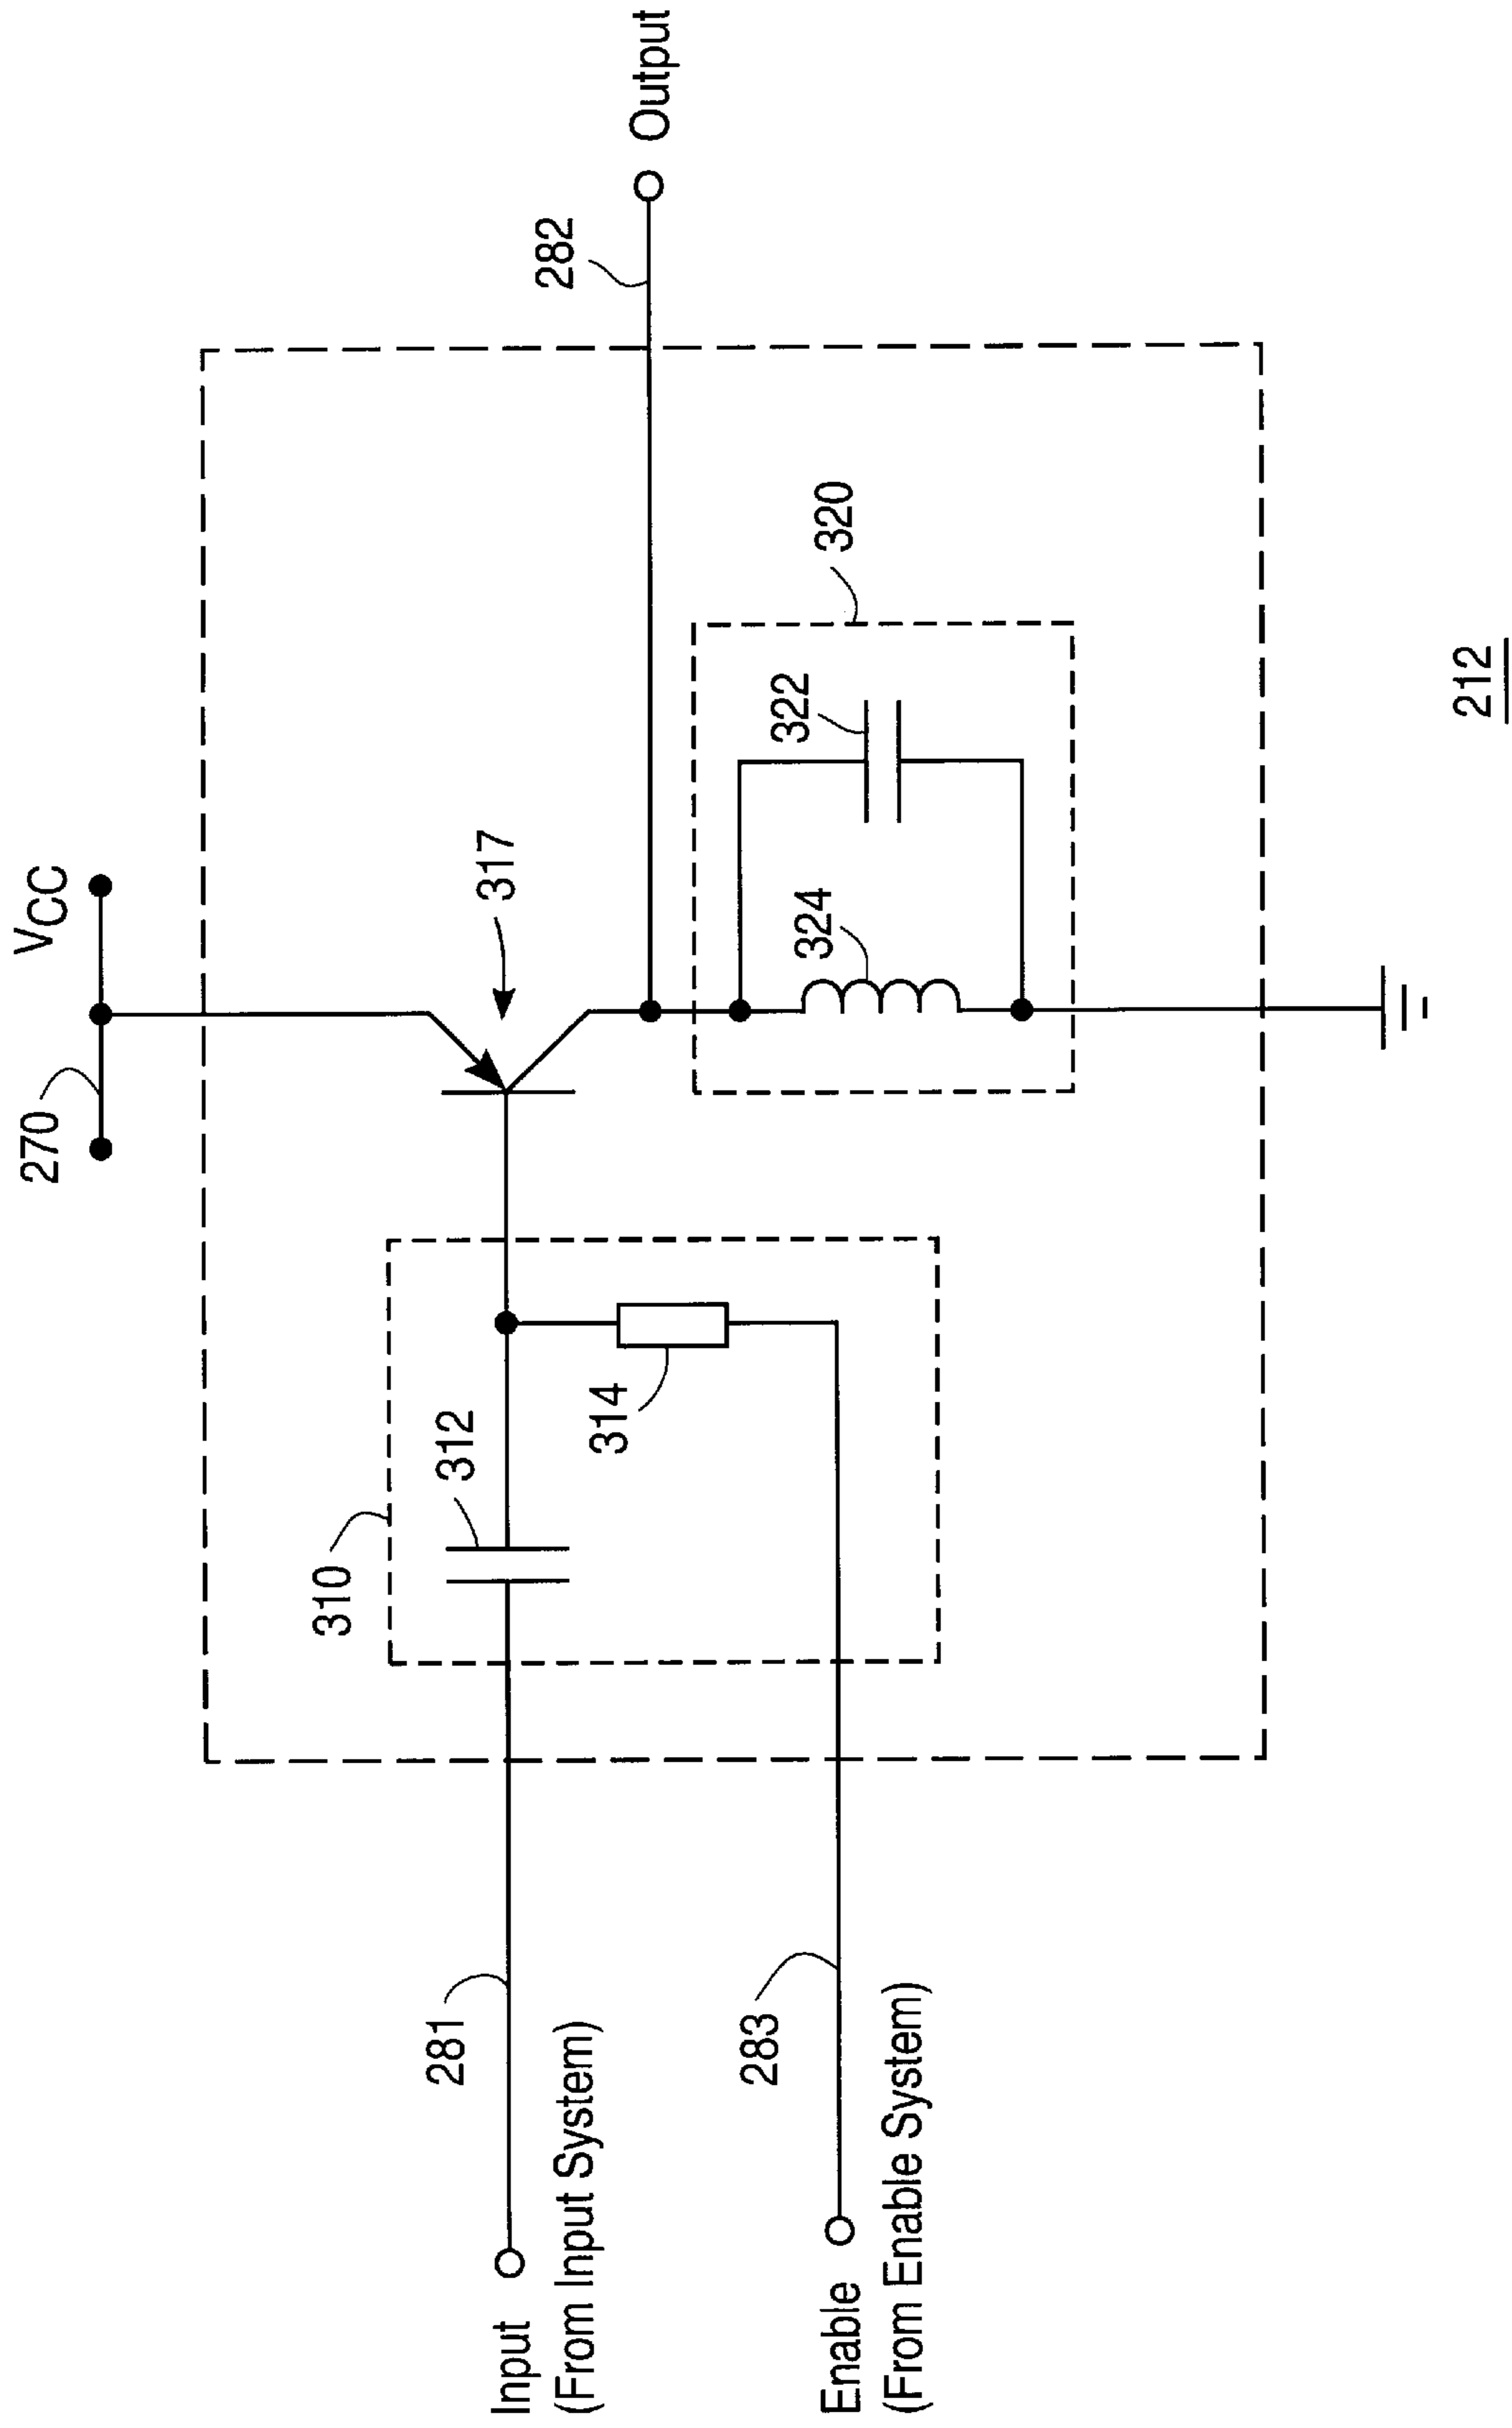 270
VCC
317
282
Output
310
312
314
320
322
324
281
Input
(From Input System)
283
Enable
(From Enable System)
212